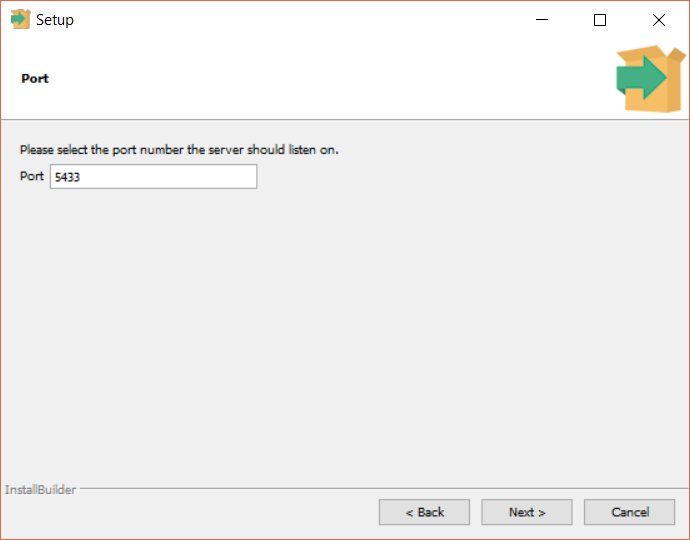 Setup
Port
Please select the port number the server should listen on.
Port 5433
InstallBuilder
< Back Next > Cancel